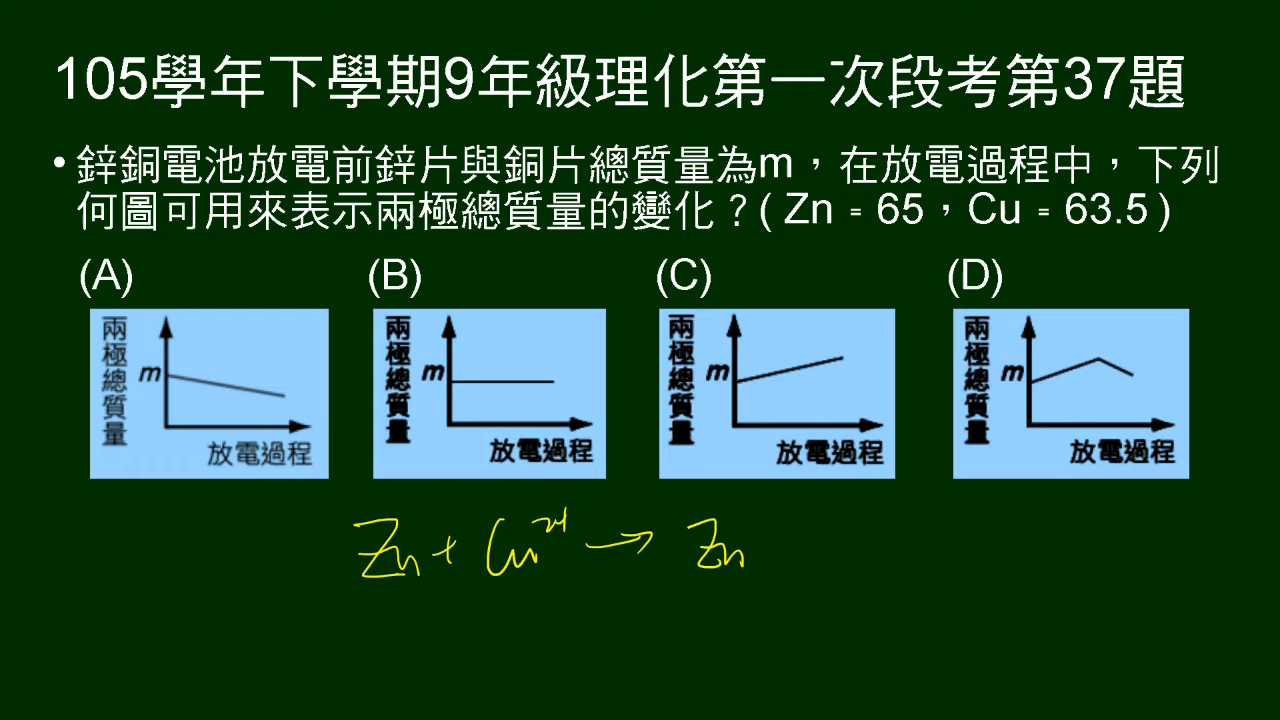 105學年下學期9年級理化第一次段考第37題
•鋅銅電池放電前鋅片與銅片總質量為m，在放電過程中，下列
何圖可用來表示兩極總質量的變化？( Zn = 65，Cu = 63.5 )
(A) (B) (C) (D)
兩極總質量 m 放電過程
兩極總質量 m 放電過程
兩極總質量 m 放電過程
兩極總質量 m 放電過程
Zn + Cu²⁺ → Zn